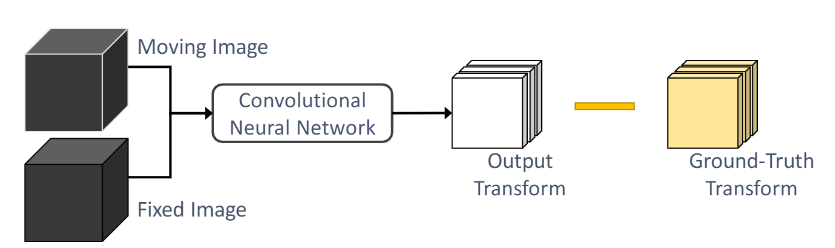 Moving Image
Convolutional
Neural Network
Fixed Image
Output
Transform
Ground-Truth
Transform